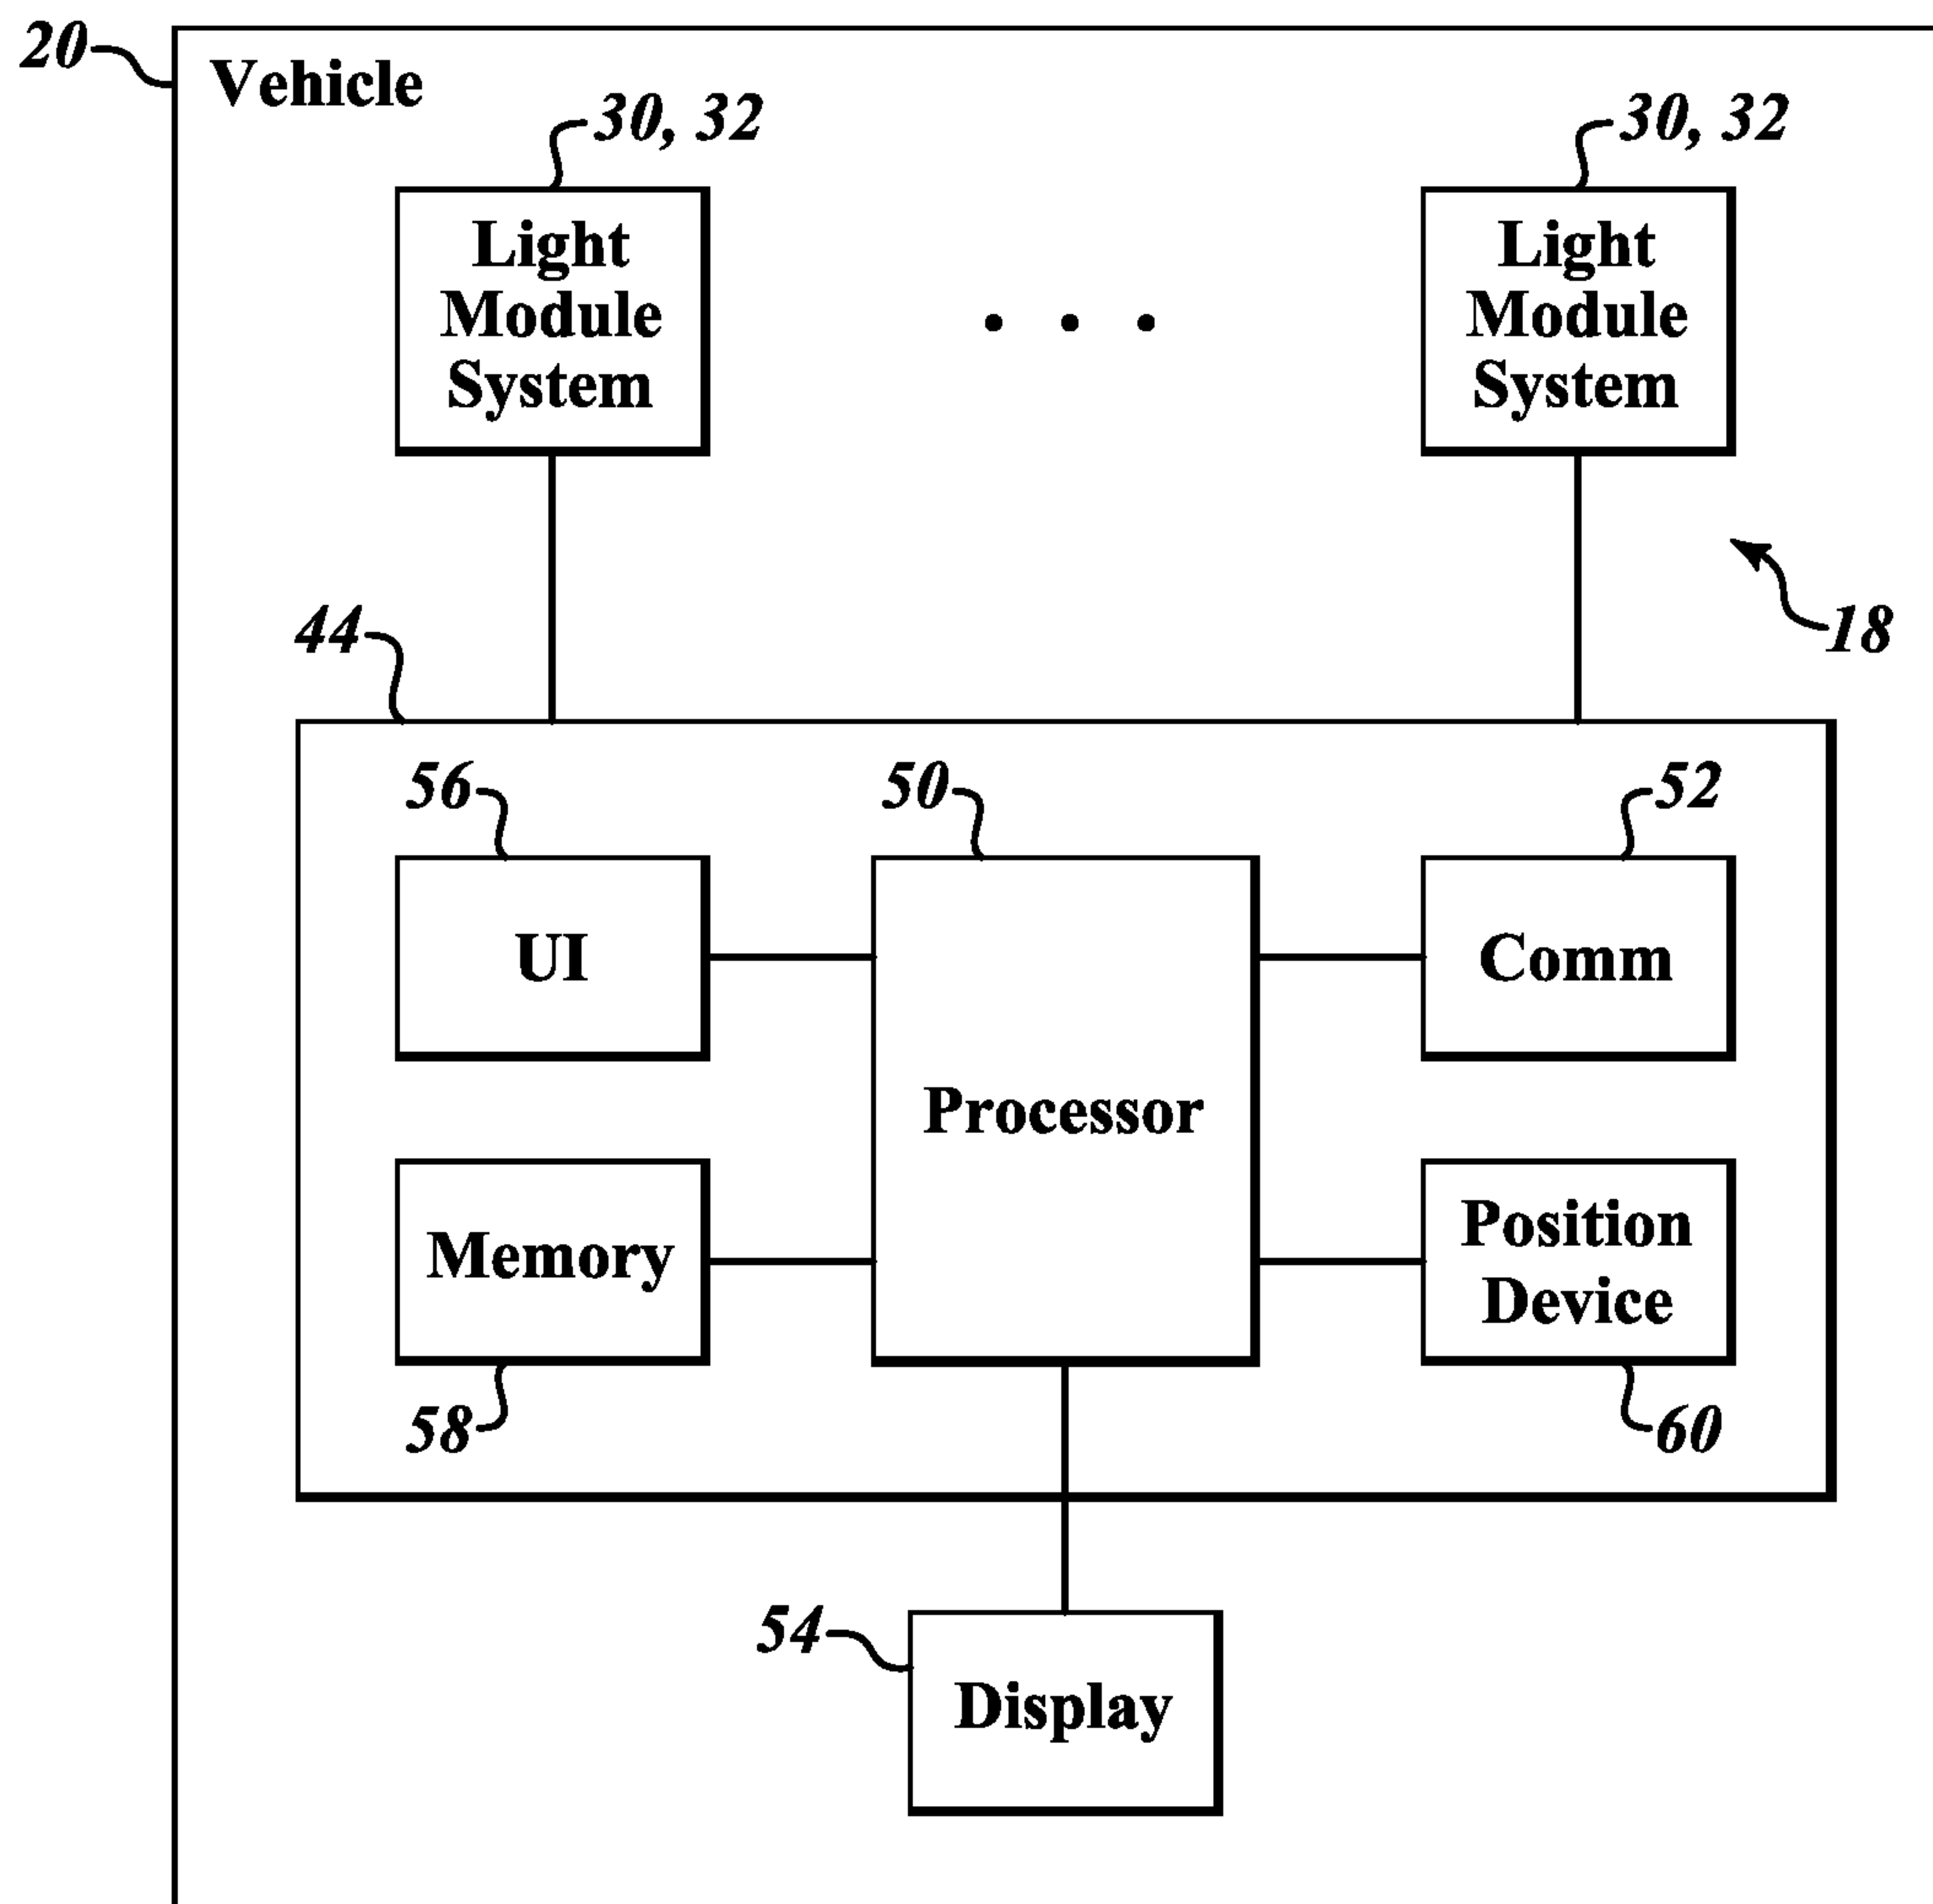 20
Vehicle
30, 32
30, 32
Light
Module
System
. . .
Light
Module
System
18
44
56
50
52
UI
Processor
Comm
Memory
Position
Device
58
60
54
Display